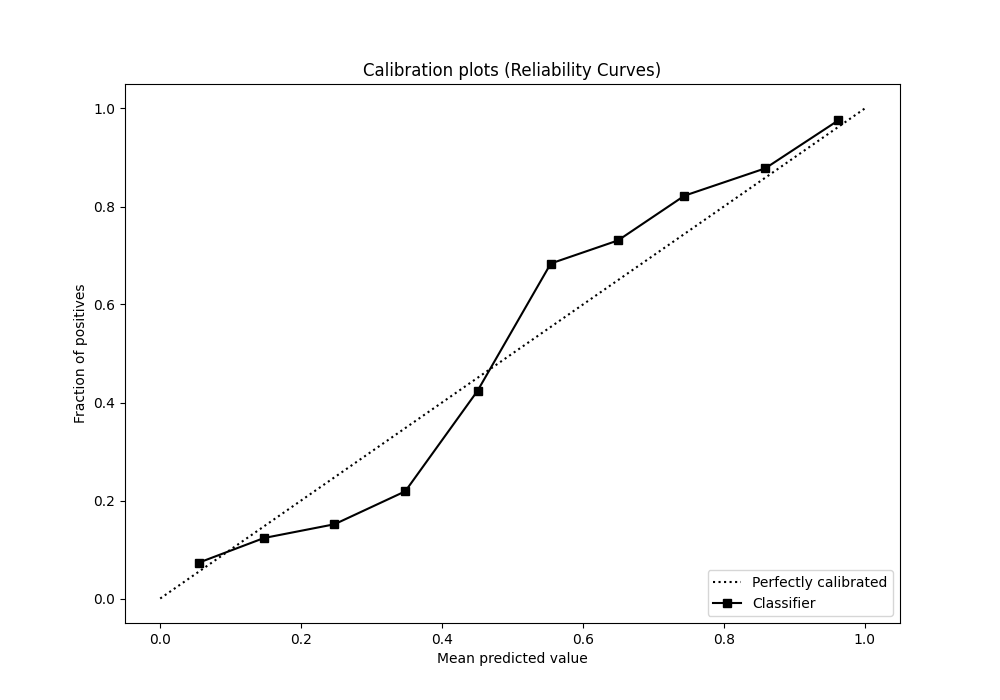 Calibration plots (Reliability Curves)
1.0
0.8
0.6
0.4
0.2
0.0
Fraction of positives
0.0 0.2 0.4 0.6 0.8 1.0
Mean predicted value
Perfectly calibrated
Classifier